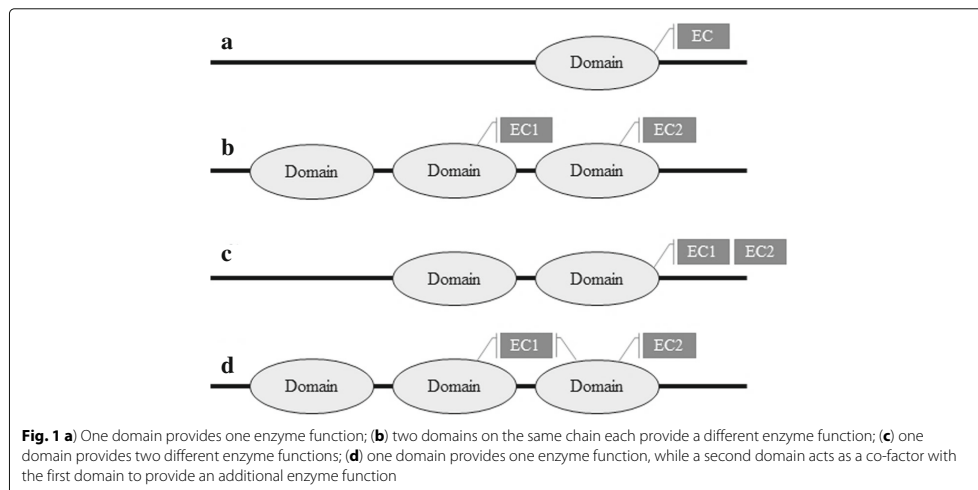 a
EC
Domain
b
EC1
EC2
Domain
Domain
Domain
c
EC1
EC2
Domain
Domain
d
EC1
EC2
Domain
Domain
Domain
Fig. 1 a) One domain provides one enzyme function; (b) two domains on the same chain each provide a different enzyme function; (c) one
domain provides two different enzyme functions; (d) one domain provides one enzyme function, while a second domain acts as a co-factor with
the first domain to provide an additional enzyme function